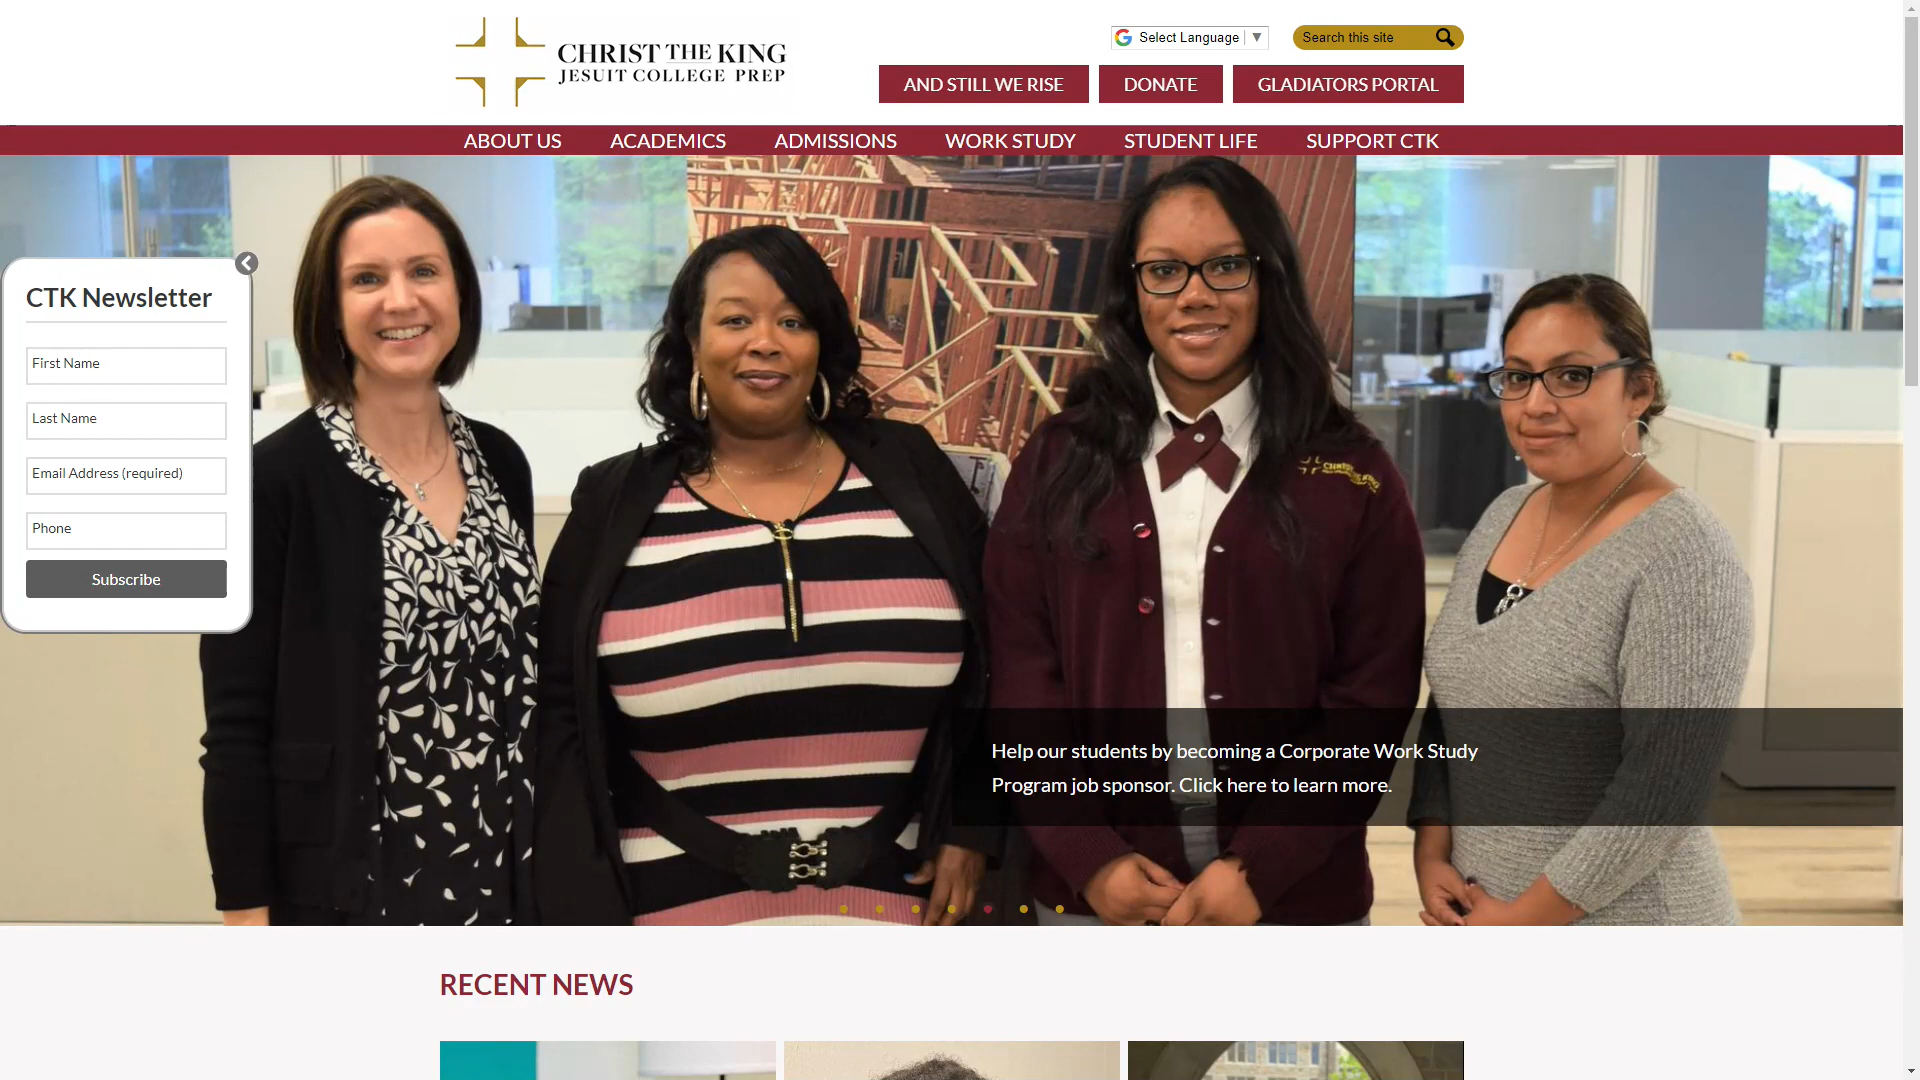 CHRIST THE KING
JESUIT COLLEGE PREP
Select Language ▼
Search this site
AND STILL WE RISE
DONATE
GLADIATORS PORTAL
ABOUT US
ACADEMICS
ADMISSIONS
WORK STUDY
STUDENT LIFE
SUPPORT CTK
CTK Newsletter
First Name
Last Name
Email Address (required)
Phone
Subscribe
Help our students by becoming a Corporate Work Study
Program job sponsor. Click here to learn more.
RECENT NEWS